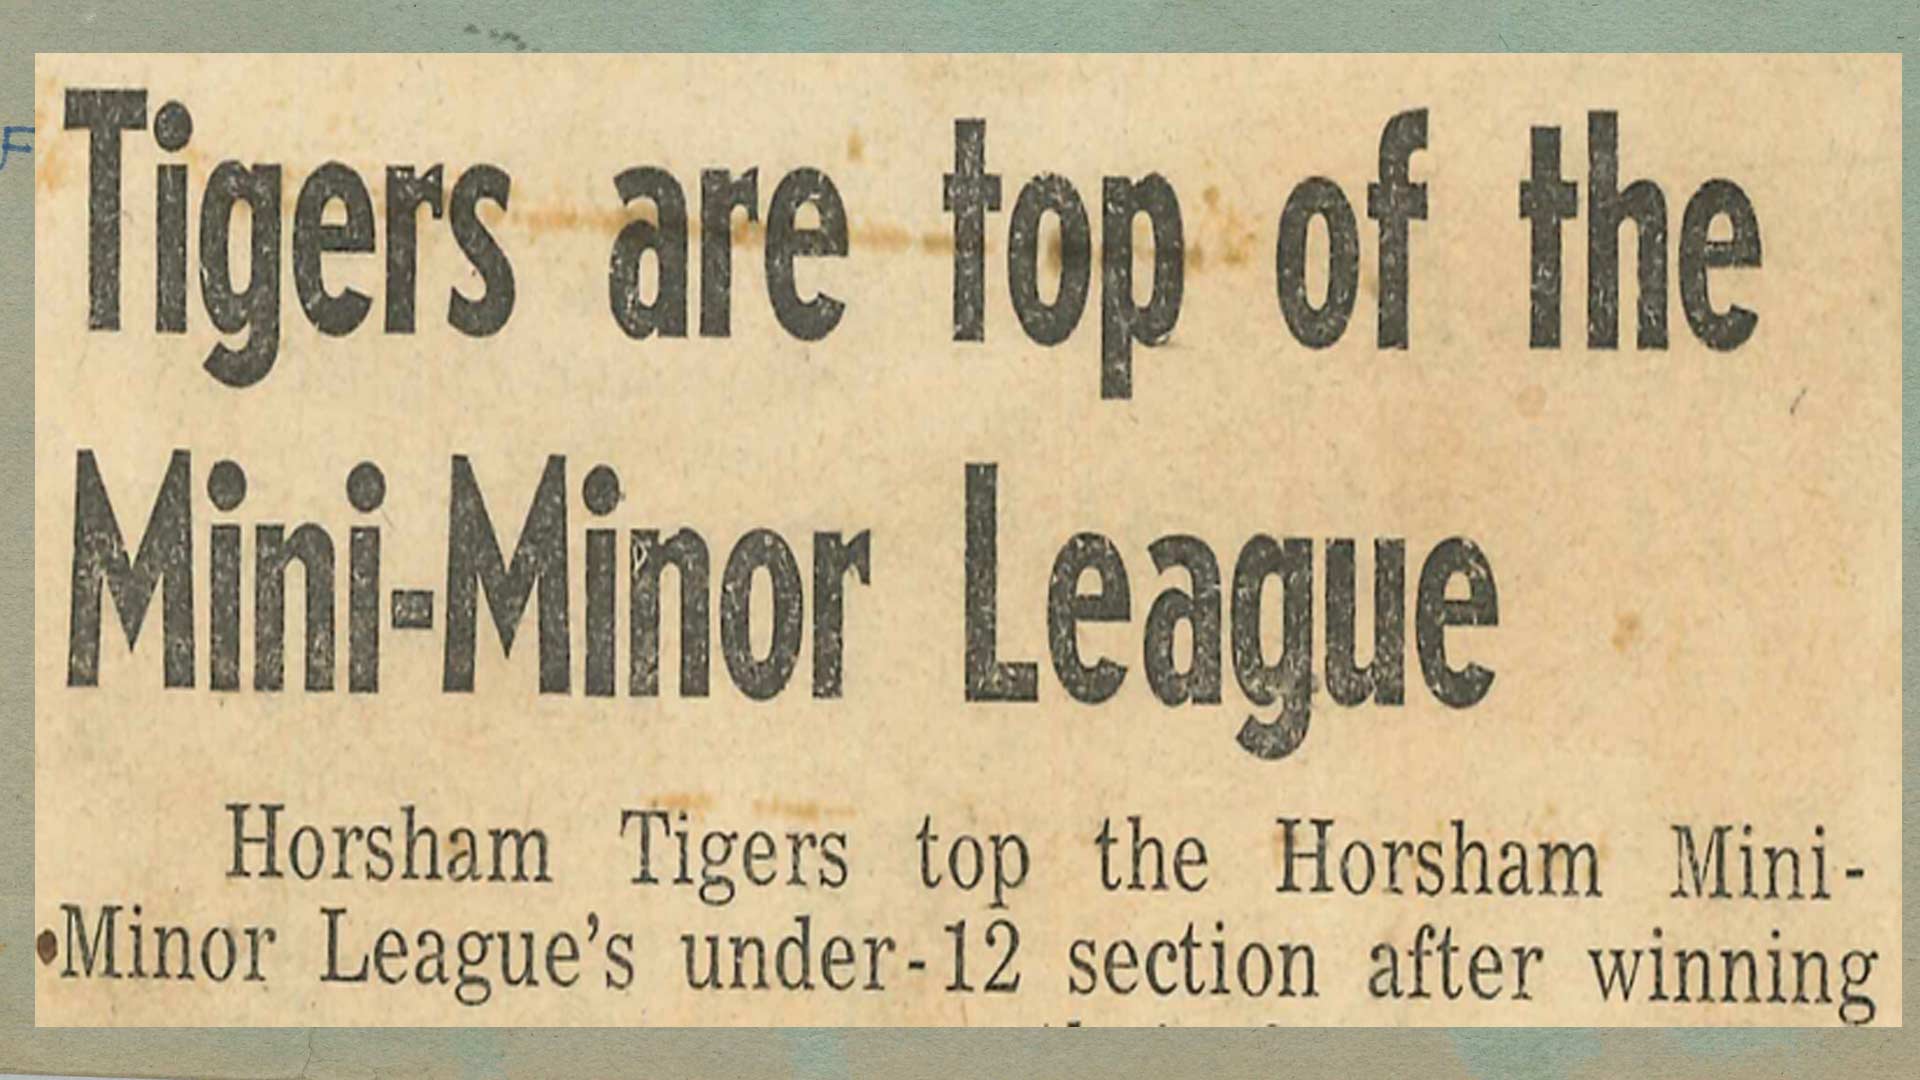 Tigers are top of the
Mini-Minor League
Horsham Tigers top the Horsham Mini-
Minor League's under-12 section after winning
F